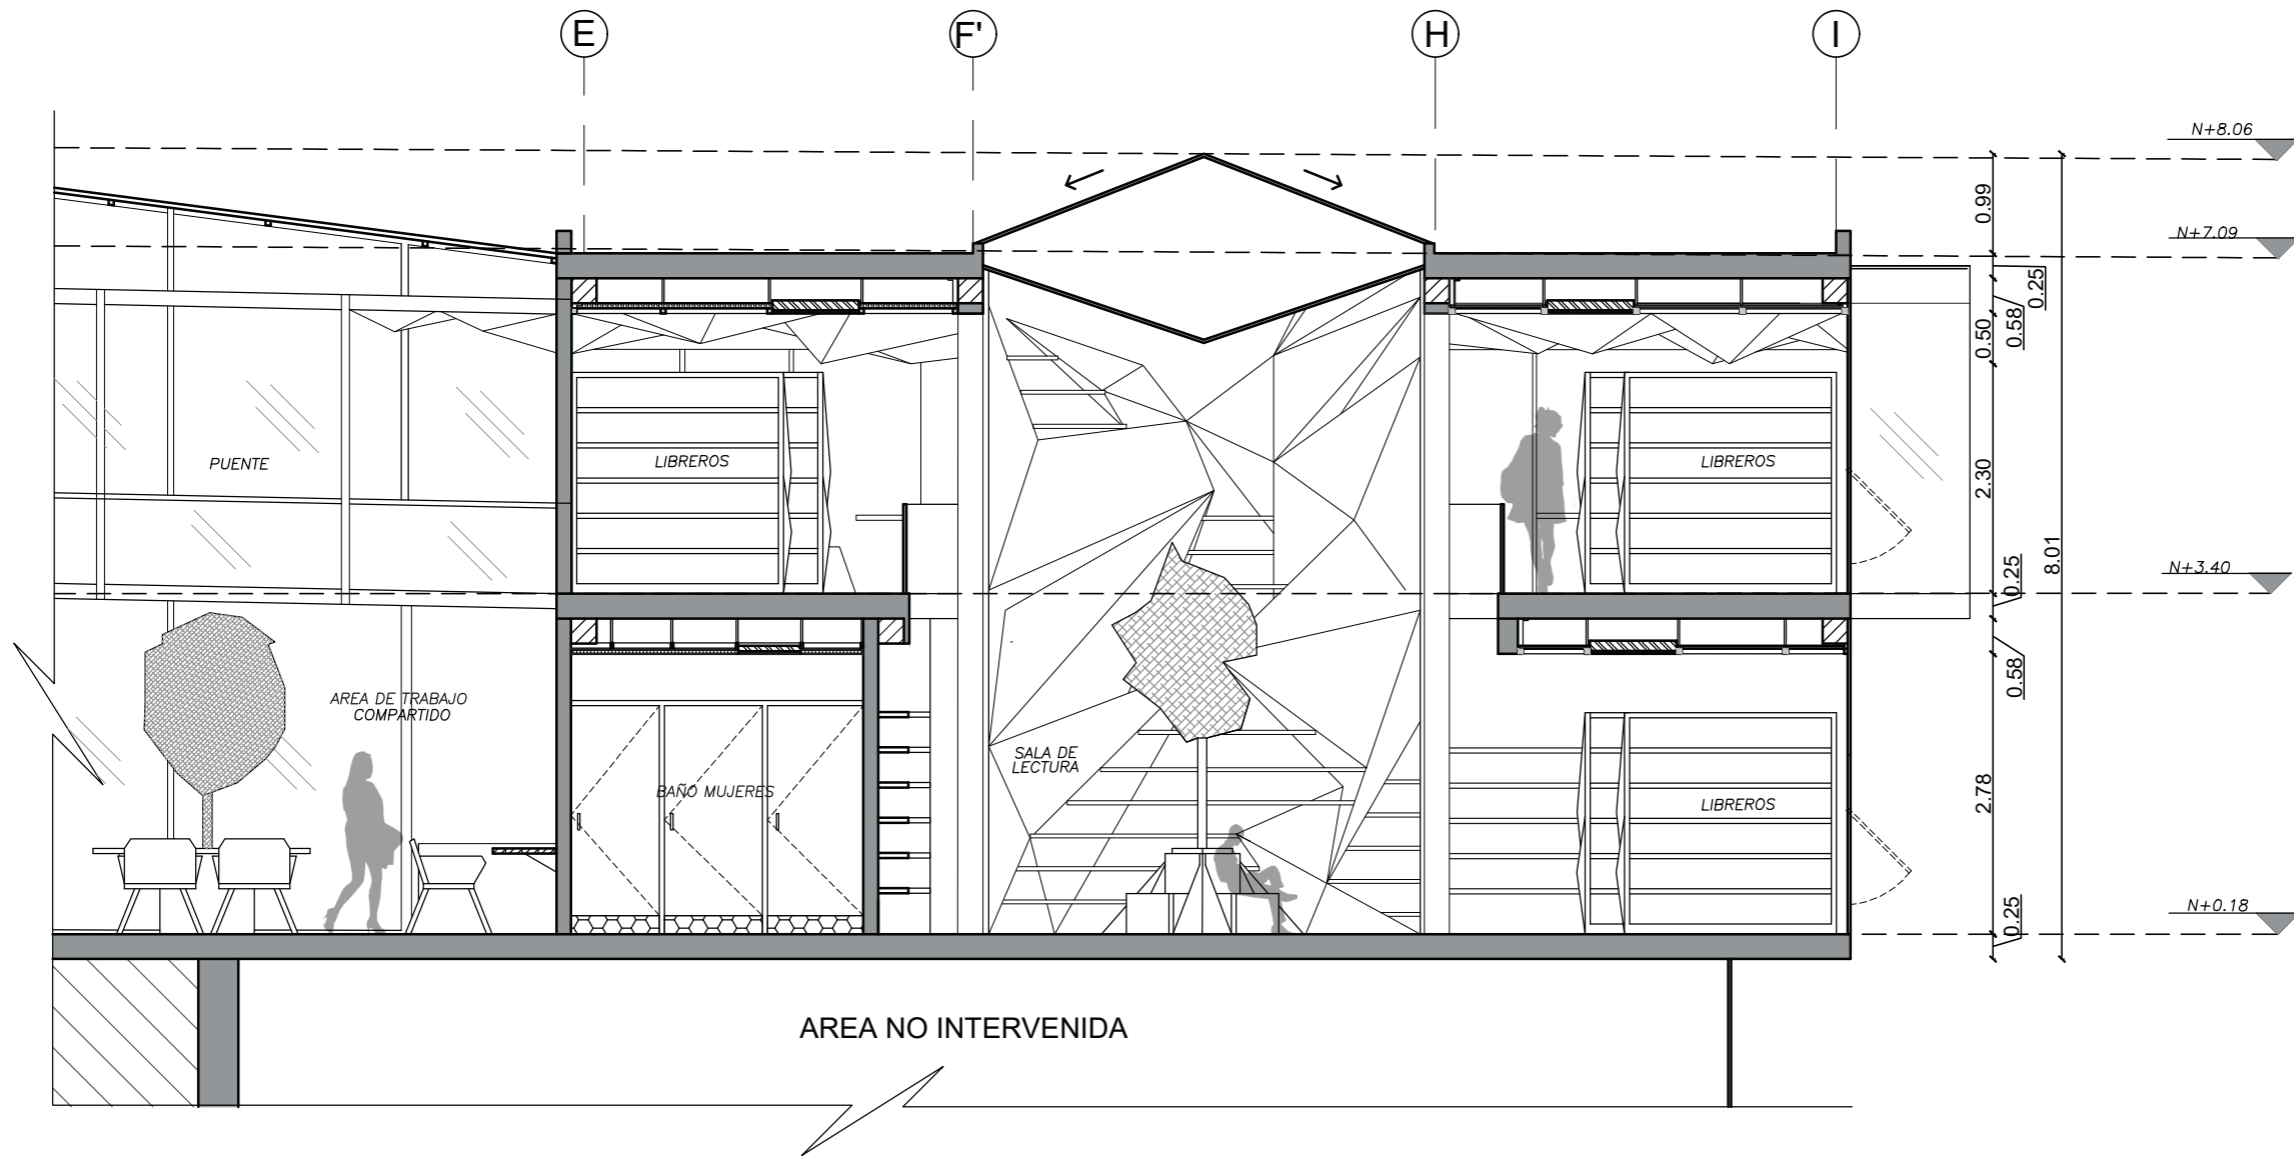 E
F'
H
I
N+8.06
N+7.09
N+3.40
N+0.18
0.99
0.25
0.58
0.50
2.30
8.01
0.25
0.58
2.78
0.25
PUENTE
LIBREROS
LIBREROS
AREA DE TRABAJO
COMPARTIDO
SALA DE
LECTURA
BAÑO MUJERES
LIBREROS
AREA NO INTERVENIDA